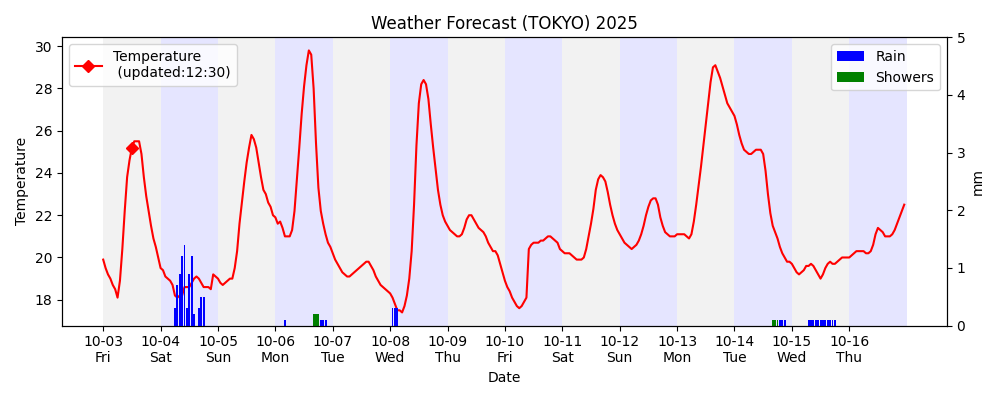 Weather Forecast (TOKYO) 2025
Temperature
(updated:12:30)
Rain
Showers
Temperature
30
28
26
24
22
20
18
5
4
3
2
1
0
mm
10-03 10-04 10-05 10-06 10-07 10-08 10-09 10-10 10-11 10-12 10-13 10-14 10-15 10-16
Fri Sat Sun Mon Tue Wed Thu Fri Sat Sun Mon Tue Wed Thu
Date